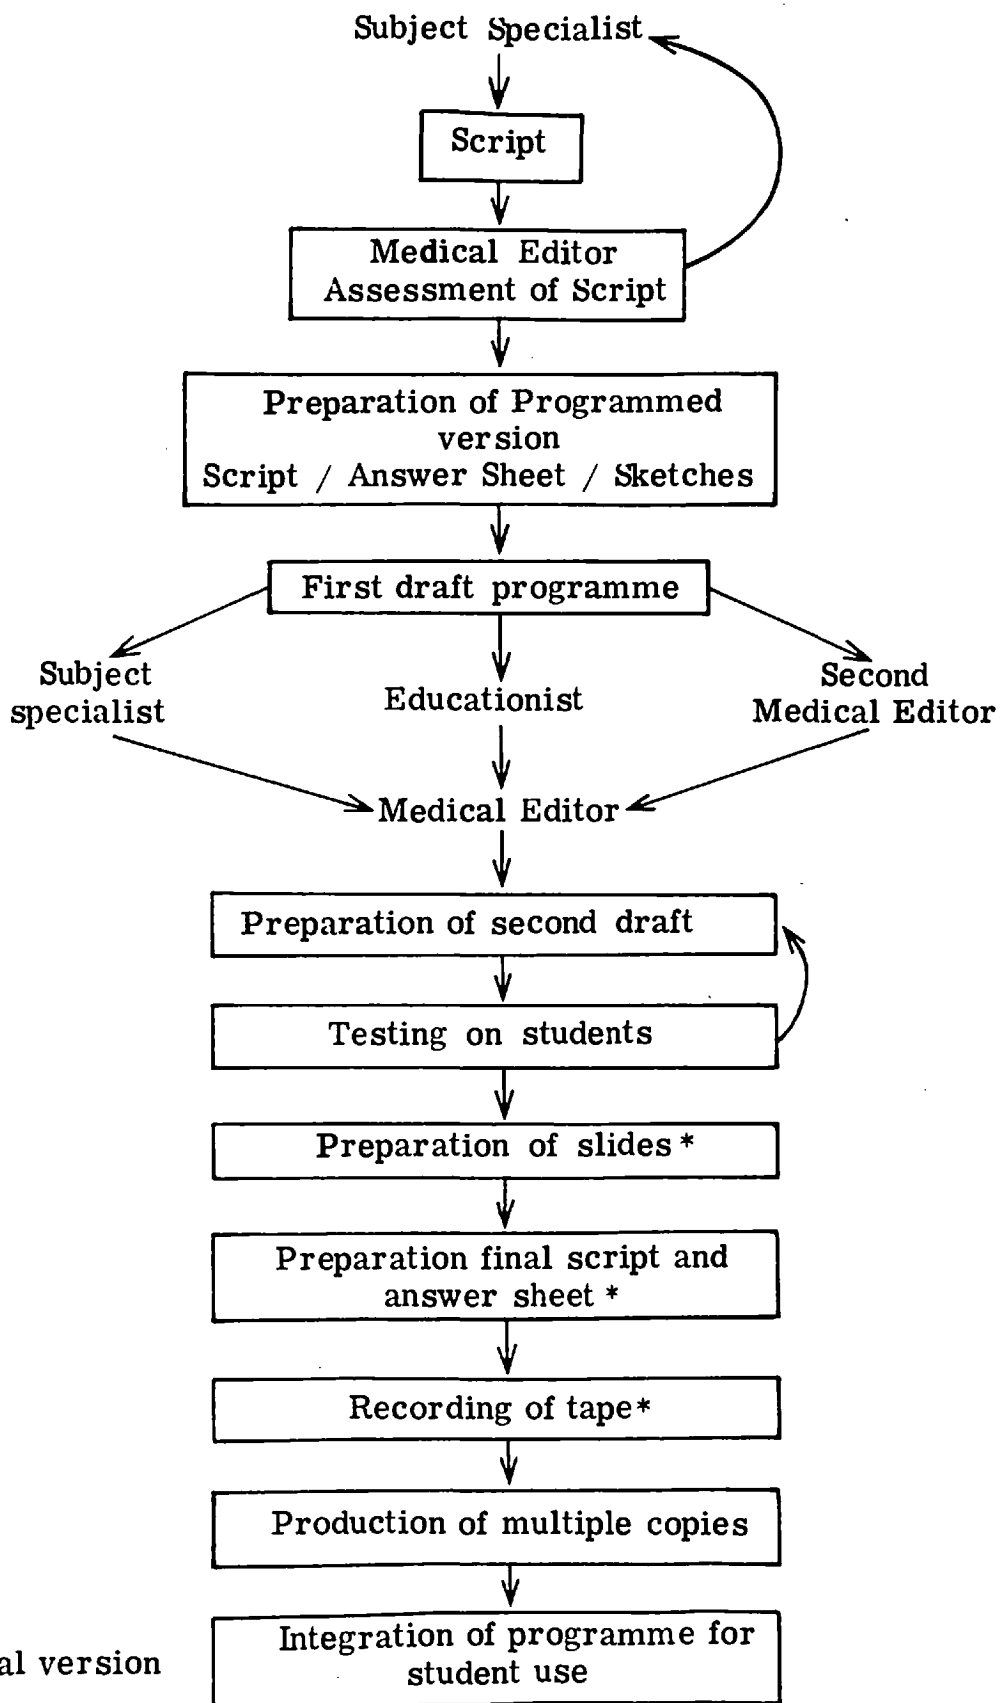 Subject Specialist
Script
Medical Editor
Assessment of Script
Preparation of Programmed
version
Script / Answer Sheet / Sketches
First draft programme
Subject
specialist
Educationist
Second
Medical Editor
Medical Editor
Preparation of second draft
Testing on students
Preparation of slides *
Preparation final script and
answer sheet *
Recording of tape*
Production of multiple copies
Integration of programme for
student use
version